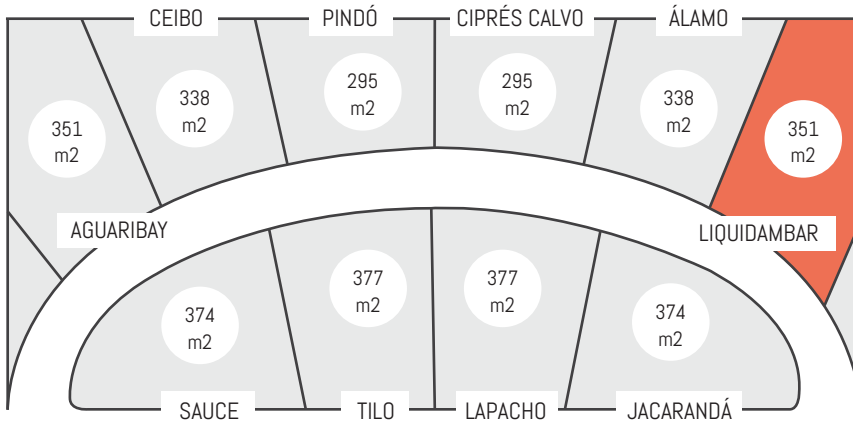 CEIBO
PINDÓ
CIPRÉS CALVO
ÁLAMO
351
m2
338
m2
295
m2
295
m2
338
m2
351
m2
AGUARIBAY
LIQUIDAMBAR
374
m2
377
m2
377
m2
374
m2
SAUCE
TILO
LAPACHO
JACARANDÁ